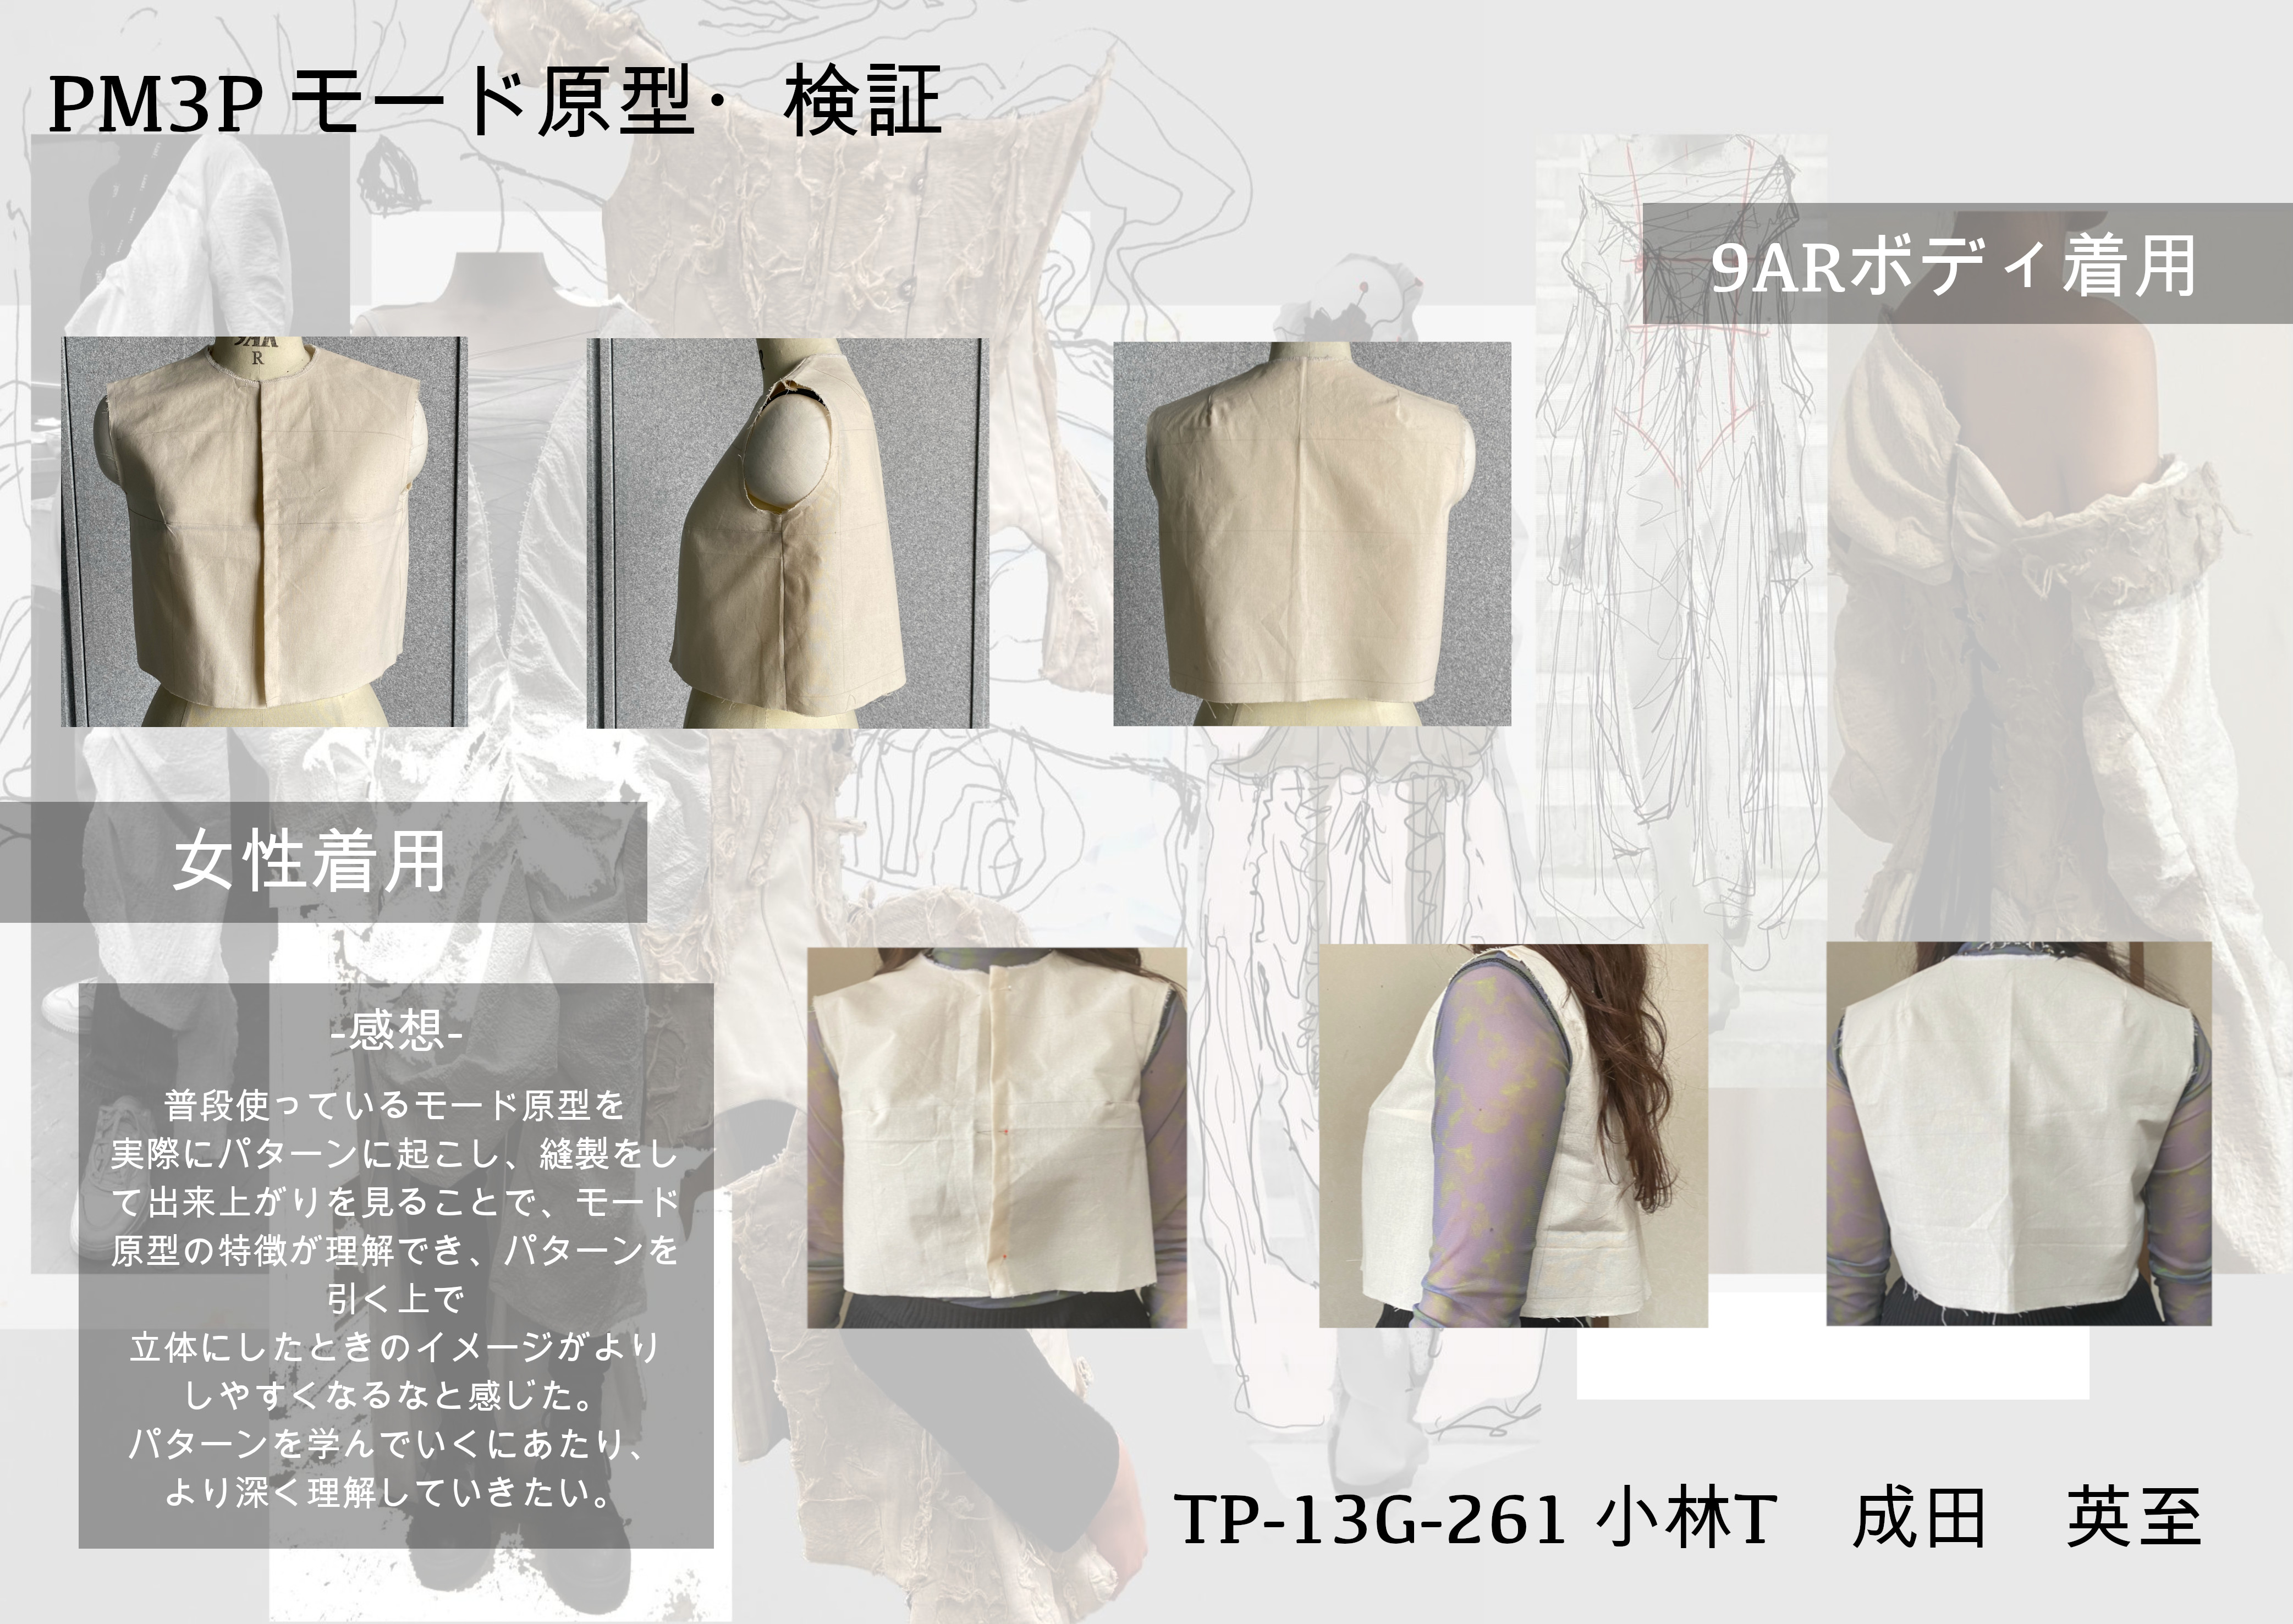 PM3P モード原型・ 検証
9ARボディ着用
R
女性着用
-感想-
普段使っているモード原型を
実際にパターンに起こし、縫製をし
て出来上がりを見ることで、モード
原型の特徴が理解でき、パターンを
引く上で
立体にしたときのイメージがより
しやすくなるなと感じた。
パターンを学んでいくにあたり、
より深く理解していきたい。
TP-13G-261 小林T　成田　英至